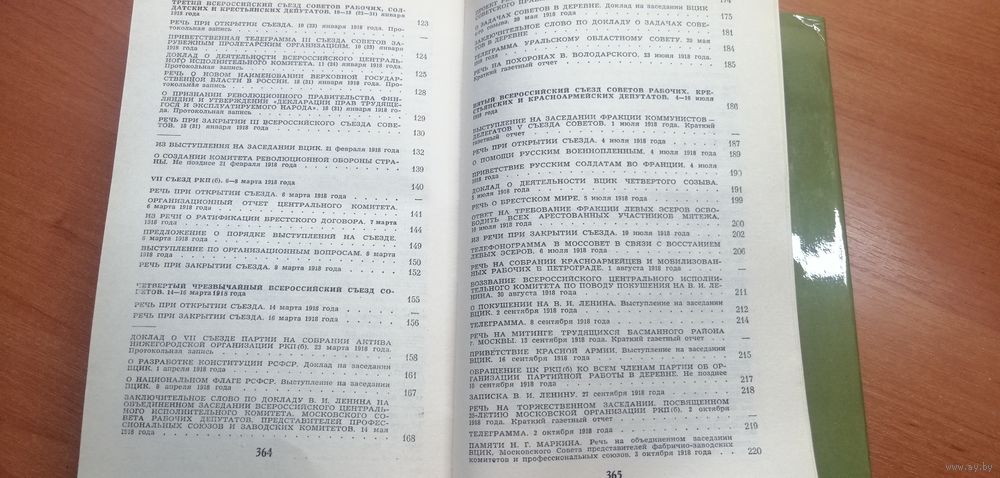 ТРЕТИЙ ВСЕРОССИЙСКИЙ СЪЕЗД СОВЕТОВ РАБОЧИХ, СОЛ-
ДАТСКИХ И КРЕСТЬЯНСКИХ ДЕПУТАТОВ. 10—18 (23—31) января
1918 года 123
РЕЧЬ ПРИ ОТКРЫТИИ СЪЕЗДА. 10 (23) января 1918 года. Про-
токольная запись —
ПРИВЕТСТВЕННАЯ ТЕЛЕГРАММА III СЪЕЗДА СОВЕТОВ ЗА-
РУБЕЖНЫМ ПРОЛЕТАРСКИМ ОРГАНИЗАЦИЯМ. 10 (23) января
1918 года 124
ДОКЛАД О ДЕЯТЕЛЬНОСТИ ВСЕРОССИЙСКОГО ЦЕНТРАЛЬ-
НОГО ИСПОЛНИТЕЛЬНОГО КОМИТЕТА. 11 (24) января 1918 года.
Протокольная запись 125
РЕЧЬ О НОВОМ НАИМЕНОВАНИИ ВЕРХОВНОЙ ГОСУДАР-
СТВЕННОЙ ВЛАСТИ В РОССИИ. 18 (31) января 1918 года. Про-
токольная запись 128
О ПРИЗНАНИИ РЕВОЛЮЦИОННОГО ПРАВИТЕЛЬСТВА ФИН-
ЛЯНДИИ И УТВЕРЖДЕНИИ «ДЕКЛАРАЦИИ ПРАВ ТРУДЯЩЕ-
ГОСЯ И ЭКСПЛУАТИРУЕМОГО НАРОДА». 18 (31) января 1918 го-
да. Протокольная запись 129
РЕЧЬ ПРИ ЗАКРЫТИИ III ВСЕРОССИЙСКОГО СЪЕЗДА СОВЕ-
ТОВ. 18 (31) января 1918 года 130
ИЗ ВЫСТУПЛЕНИЯ НА ЗАСЕДАНИИ ВЦИК. 21 февраля 1918 года 132
О СОЗДАНИИ КОМИТЕТА РЕВОЛЮЦИОННОЙ ОБОРОНЫ СТРА-
НЫ. Не позднее 21 февраля 1918 года 139
VII СЪЕЗД РКП(б). 6—8 марта 1918 года 140
РЕЧЬ ПРИ ОТКРЫТИИ СЪЕЗДА. 6 марта 1918 года —
ОРГАНИЗАЦИОННЫЙ ОТЧЕТ ЦЕНТРАЛЬНОГО КОМИТЕТА.
6 марта 1918 года 141
ИЗ РЕЧИ О РАТИФИКАЦИИ БРЕСТСКОГО ДОГОВОРА. 7 марта
1918 года 144
ПРЕДЛОЖЕНИЕ О ПОРЯДКЕ ВЫСТУПЛЕНИЙ НА СЪЕЗДЕ.
8 марта 1918 года 149
ВЫСТУПЛЕНИЕ ПО ОРГАНИЗАЦИОННЫМ ВОПРОСАМ. 8 марта
1918 года 150
РЕЧЬ ПРИ ЗАКРЫТИИ СЪЕЗДА. 8 марта 1918 года 152
ЧЕТВЕРТЫЙ ЧРЕЗВЫЧАЙНЫЙ ВСЕРОССИЙСКИЙ СЪЕЗД СО-
ВЕТОВ. 14—16 марта 1918 года 155
РЕЧЬ ПРИ ОТКРЫТИИ СЪЕЗДА. 14 марта 1918 года —
РЕЧЬ ПРИ ЗАКРЫТИИ СЪЕЗДА. 16 марта 1918 года 156
ДОКЛАД О VII СЪЕЗДЕ ПАРТИИ НА СОБРАНИИ АКТИВА
НИЖЕГОРОДСКОЙ ОРГАНИЗАЦИИ РКП(б). 23 марта 1918 года.
Протокольная запись 158
О РАЗРАБОТКЕ КОНСТИТУЦИИ РСФСР. Доклад на заседании
ВЦИК. 1 апреля 1918 года 161
О НАЦИОНАЛЬНОМ ФЛАГЕ РСФСР. Выступление на заседании
ВЦИК. 8 апреля 1918 года 167
ЗАКЛЮЧИТЕЛЬНОЕ СЛОВО ПО ДОКЛАДУ В. И. ЛЕНИНА НА
ОБЪЕДИНЕННОМ ЗАСЕДАНИИ ВСЕРОССИЙСКОГО ЦЕНТРАЛЬ-
НОГО ИСПОЛНИТЕЛЬНОГО КОМИТЕТА, МОСКОВСКОГО СО-
ВЕТА РАБОЧИХ ДЕПУТАТОВ, ПРЕДСТАВИТЕЛЕЙ ПРОФЕС-
СИОНАЛЬНЫХ СОЮЗОВ И ЗАВОДСКИХ КОМИТЕТОВ. 14 мая
1918 года 168
364
174
О ЗАДАЧАХ СОВЕТОВ В ДЕРЕВНЕ. Доклад на заседании ВЦИК
20 мая 1918 года 175
ЗАКЛЮЧИТЕЛЬНОЕ СЛОВО ПО ДОКЛАДУ О ЗАДАЧАХ СОВЕ-
ТОВ В ДЕРЕВНЕ 181
ТЕЛЕГРАММА УРАЛЬСКОМУ ОБЛАСТНОМУ СОВЕТУ. 20 мая
1918 года 184
РЕЧЬ НА ПОХОРОНАХ В. ВОЛОДАРСКОГО. 23 июня 1918 года.
Краткий газетный отчет 185
ПЯТЫЙ ВСЕРОССИЙСКИЙ СЪЕЗД СОВЕТОВ РАБОЧИХ, КРЕ-
СТЬЯНСКИХ И КРАСНОАРМЕЙСКИХ ДЕПУТАТОВ. 4—10 июля
1918 года 186
ВЫСТУПЛЕНИЕ НА ЗАСЕДАНИИ ФРАКЦИИ КОММУНИСТОВ —
ДЕЛЕГАТОВ V СЪЕЗДА СОВЕТОВ. 1 июля 1918 года. Краткий
газетный отчет —
РЕЧЬ ПРИ ОТКРЫТИИ СЪЕЗДА. 4 июля 1918 года 187
О ПОМОЩИ РУССКИМ ВОЕННОПЛЕННЫМ. 4 июля 1918 года 189
ПРИВЕТСТВИЕ РУССКИМ СОЛДАТАМ ВО ФРАНЦИИ. 4 июля
1918 года 190
ДОКЛАД О ДЕЯТЕЛЬНОСТИ ВЦИК ЧЕТВЕРТОГО СОЗЫВА.
5 июля 1918 года 191
РЕЧЬ О БРЕСТСКОМ МИРЕ. 5 июля 1918 года 199
ОТВЕТ НА ТРЕБОВАНИЕ ФРАКЦИИ ЛЕВЫХ ЭСЕРОВ ОСВО-
БОДИТЬ ВСЕХ АРЕСТОВАННЫХ УЧАСТНИКОВ МЯТЕЖА.
10 июля 1918 года 200
ИЗ РЕЧИ ПРИ ЗАКРЫТИИ СЪЕЗДА. 10 июля 1918 года 202
ТЕЛЕФОНОГРАММА В МОССОВЕТ В СВЯЗИ С ВОССТАНИЕМ
ЛЕВЫХ ЭСЕРОВ. 6 июля 1918 года 206
РЕЧЬ НА СОБРАНИИ КРАСНОАРМЕЙЦЕВ И МОБИЛИЗОВАН-
НЫХ РАБОЧИХ В ПЕТРОГРАДЕ. 1 августа 1918 года —
ВОЗЗВАНИЕ ВСЕРОССИЙСКОГО ЦЕНТРАЛЬНОГО ИСПОЛНИ-
ТЕЛЬНОГО КОМИТЕТА ПО ПОВОДУ ПОКУШЕНИЯ НА В. И. ЛЕ-
НИНА. 30 августа 1918 года 211
О ПОКУШЕНИИ НА В. И. ЛЕНИНА. Выступление на заседании
ВЦИК. 2 сентября 1918 года 212
ТЕЛЕГРАММА. 8 сентября 1918 года 214
РЕЧЬ НА МИТИНГЕ ТРУДЯЩИХСЯ БАСМАННОГО РАЙОНА
г. МОСКВЫ. 13 сентября 1918 года. Краткий газетный отчет —
ПРИВЕТСТВИЕ КРАСНОЙ АРМИИ. Выступление на заседании
ВЦИК. 16 сентября 1918 года 215
ОБРАЩЕНИЕ ЦК РКП(б) КО ВСЕМ ЧЛЕНАМ ПАРТИИ ОБ ОР-
ГАНИЗАЦИИ ПАРТИЙНОЙ РАБОТЫ В ДЕРЕВНЕ. Не позднее
18 сентября 1918 года 217
ЗАПИСКА В. И. ЛЕНИНУ. 27 сентября 1918 года 218
РЕЧЬ НА ТОРЖЕСТВЕННОМ ЗАСЕДАНИИ, ПОСВЯЩЕННОМ
25-ЛЕТИЮ МОСКОВСКОЙ ОРГАНИЗАЦИИ РКП(б). 2 октября
1918 года. Краткий газетный отчет —
ТЕЛЕГРАММА. 2 октября 1918 года 219
ПАМЯТИ Н. Г. МАРКИНА. Речь на объединенном заседании
ВЦИК, Московского Совета представителей фабрично-заводских
комитетов и профессиональных союзов. 3 октября 1918 года 220
365
www.ay.by